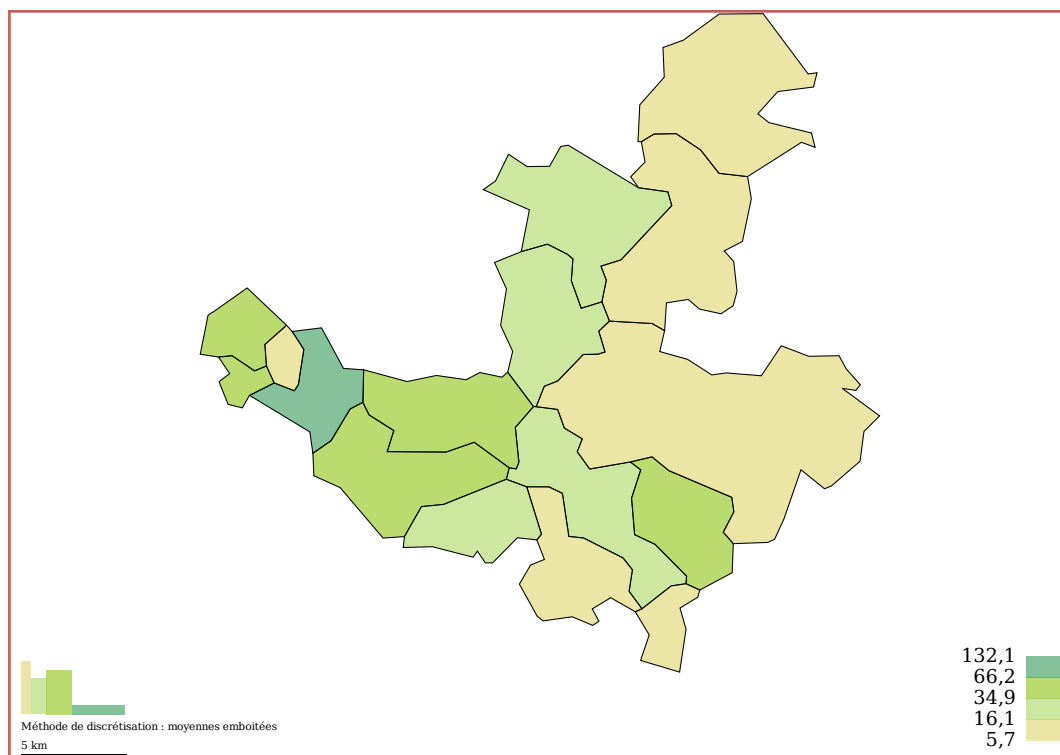 132,1
66,2
34,9
16,1
5,7
Méthode de discrétisation : moyennes emboitées
5 km